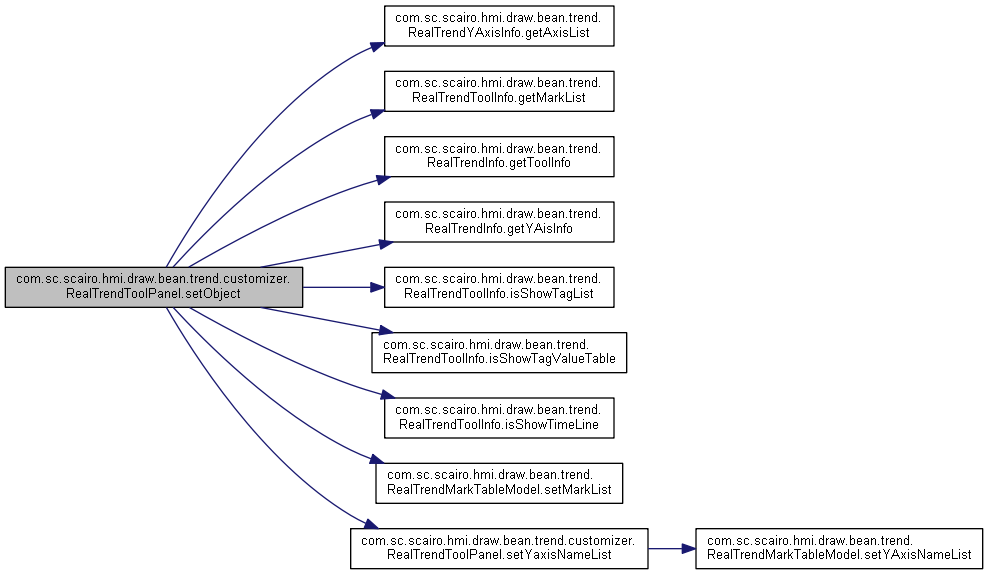 com.sc.scairo.hmi.draw.bean.trend.
RealTrendYAxisInfo.getAxisList
com.sc.scairo.hmi.draw.bean.trend.
RealTrendToolInfo.getMarkList
com.sc.scairo.hmi.draw.bean.trend.
RealTrendInfo.getToolInfo
com.sc.scairo.hmi.draw.bean.trend.
RealTrendInfo.getYAisInfo
com.sc.scairo.hmi.draw.bean.trend.customizer.
RealTrendToolPanel.setObject
com.sc.scairo.hmi.draw.bean.trend.
RealTrendToolInfo.isShowTagList
com.sc.scairo.hmi.draw.bean.trend.
RealTrendToolInfo.isShowTagValueTable
com.sc.scairo.hmi.draw.bean.trend.
RealTrendToolInfo.isShowTimeLine
com.sc.scairo.hmi.draw.bean.trend.
RealTrendMarkTableModel.setMarkList
com.sc.scairo.hmi.draw.bean.trend.customizer.
RealTrendToolPanel.setYaxisNameList
com.sc.scairo.hmi.draw.bean.trend.
RealTrendMarkTableModel.setYAxisNameList